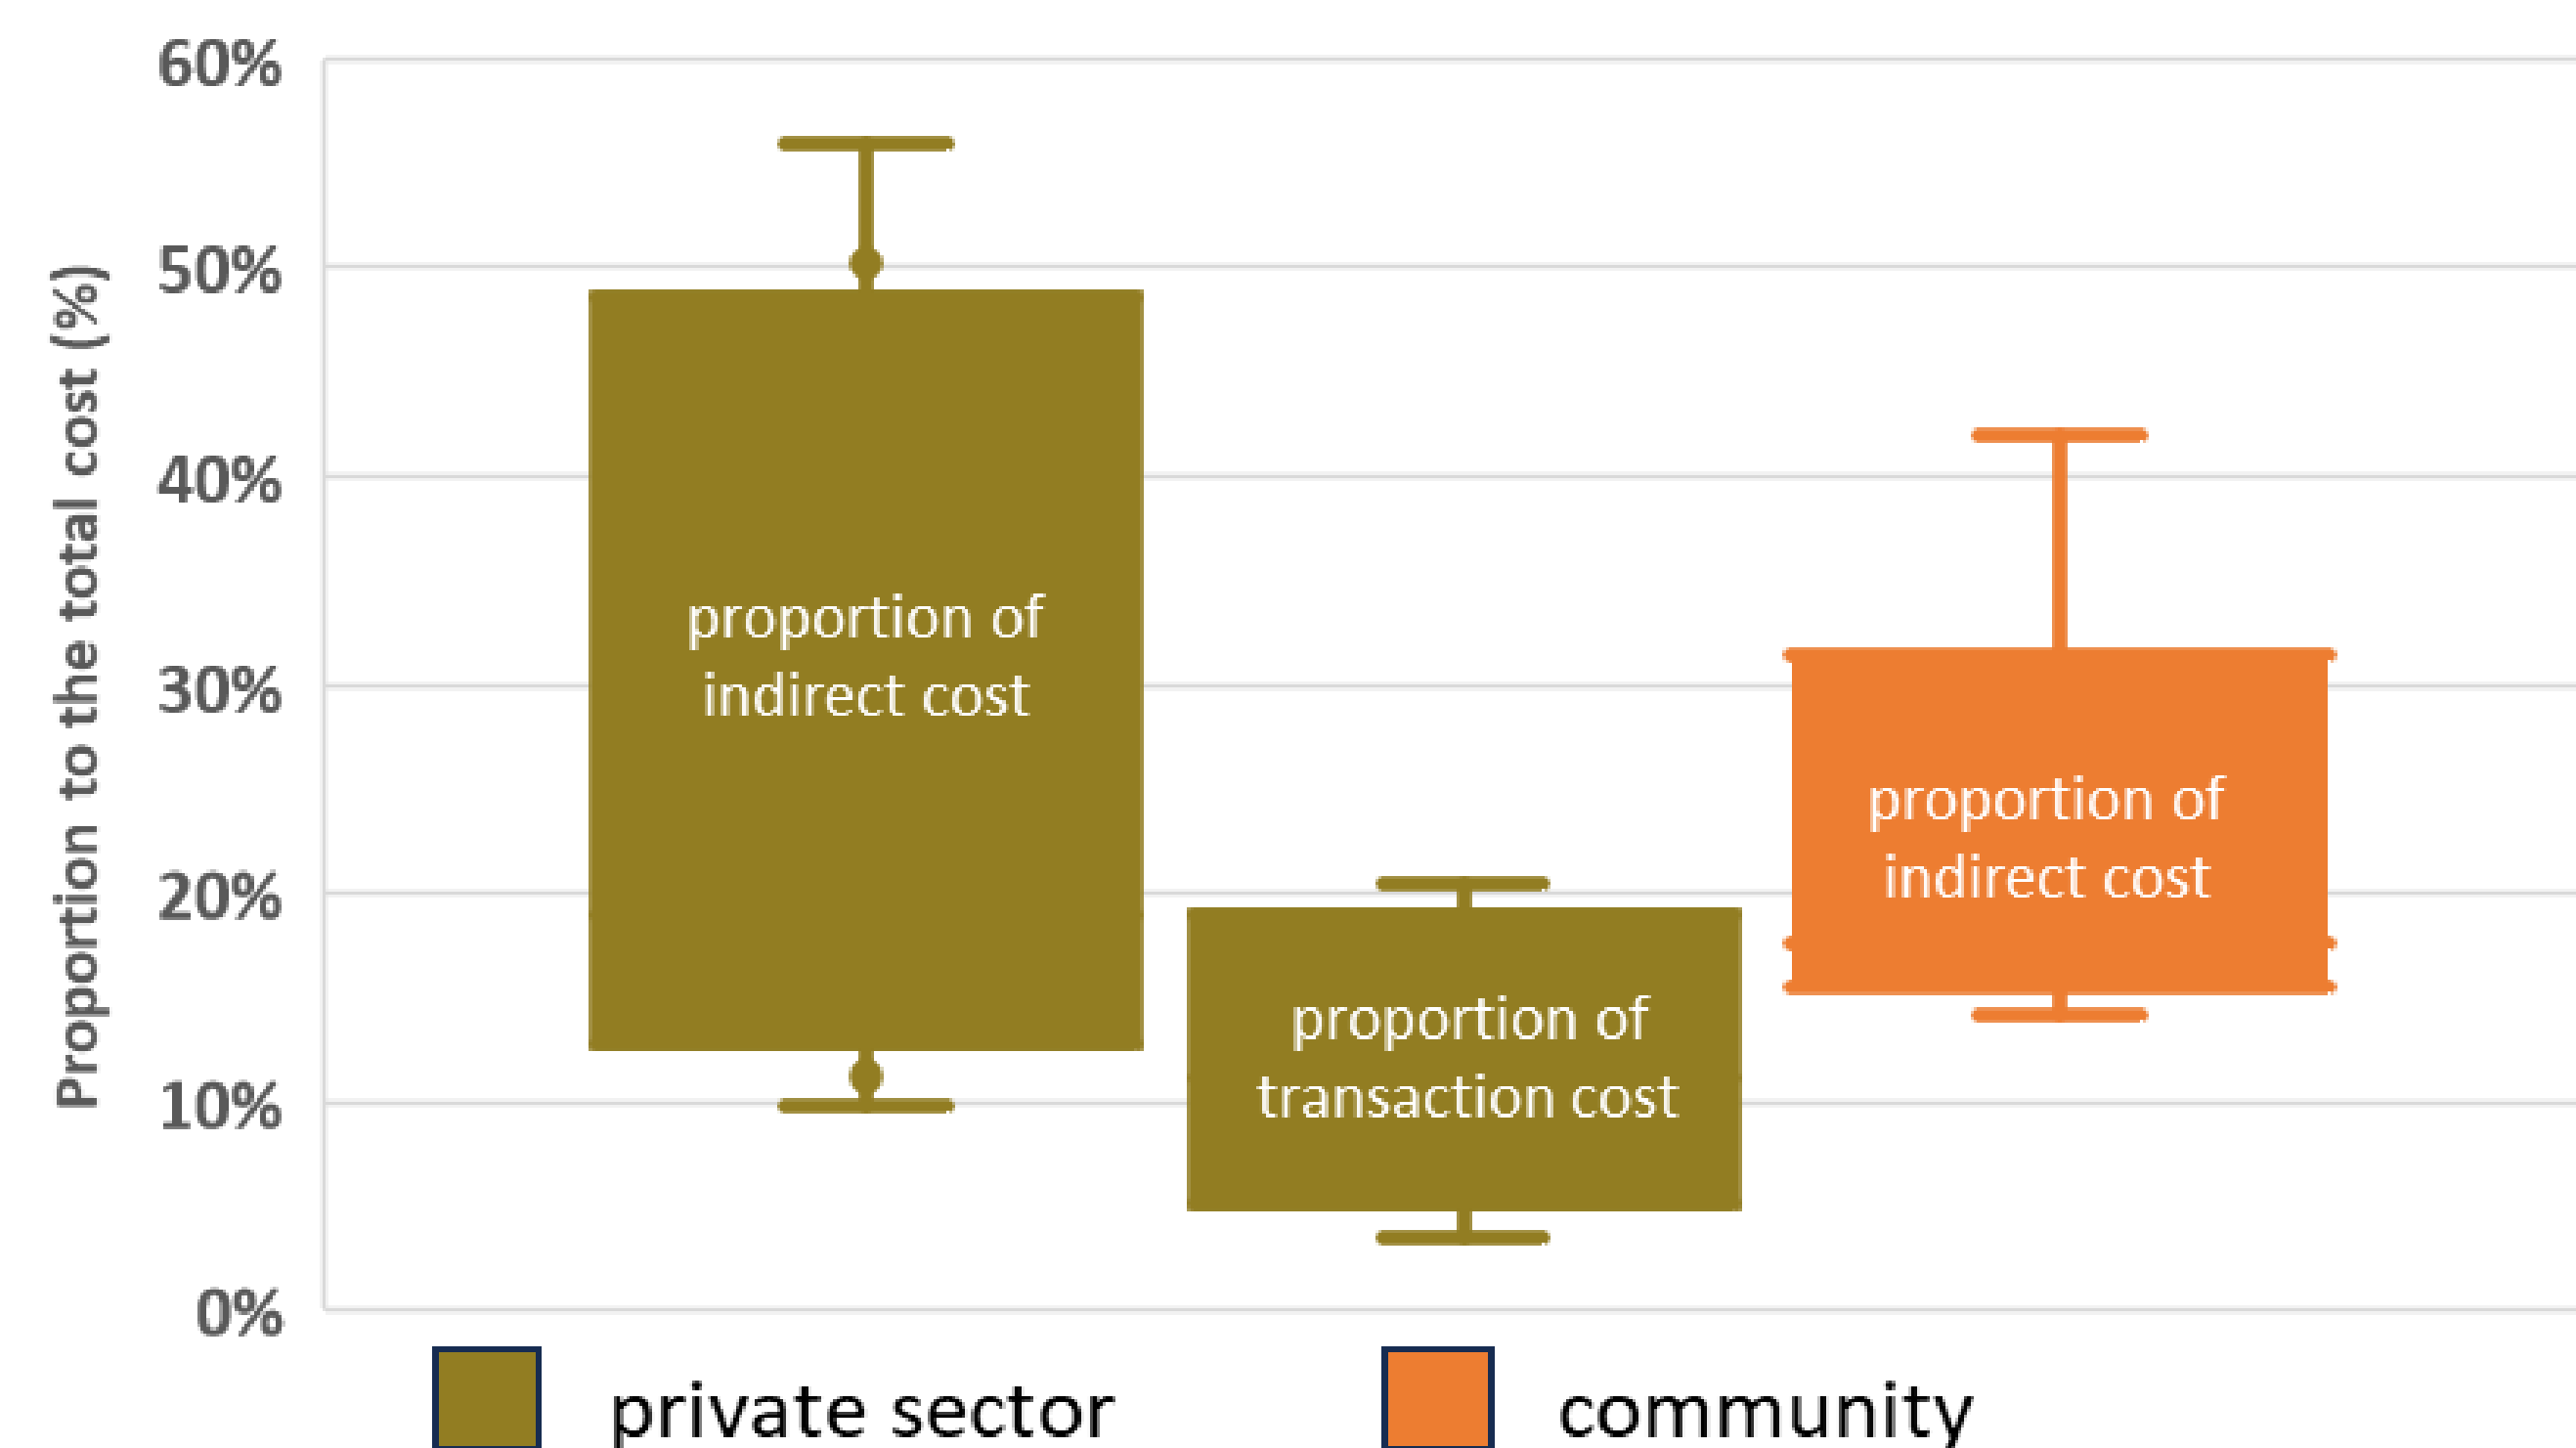 Proportion to the total cost (%)
60%
50%
40%
30%
20%
10%
0%
proportion of
indirect cost
proportion of
transaction cost
proportion of
indirect cost
private sector
community